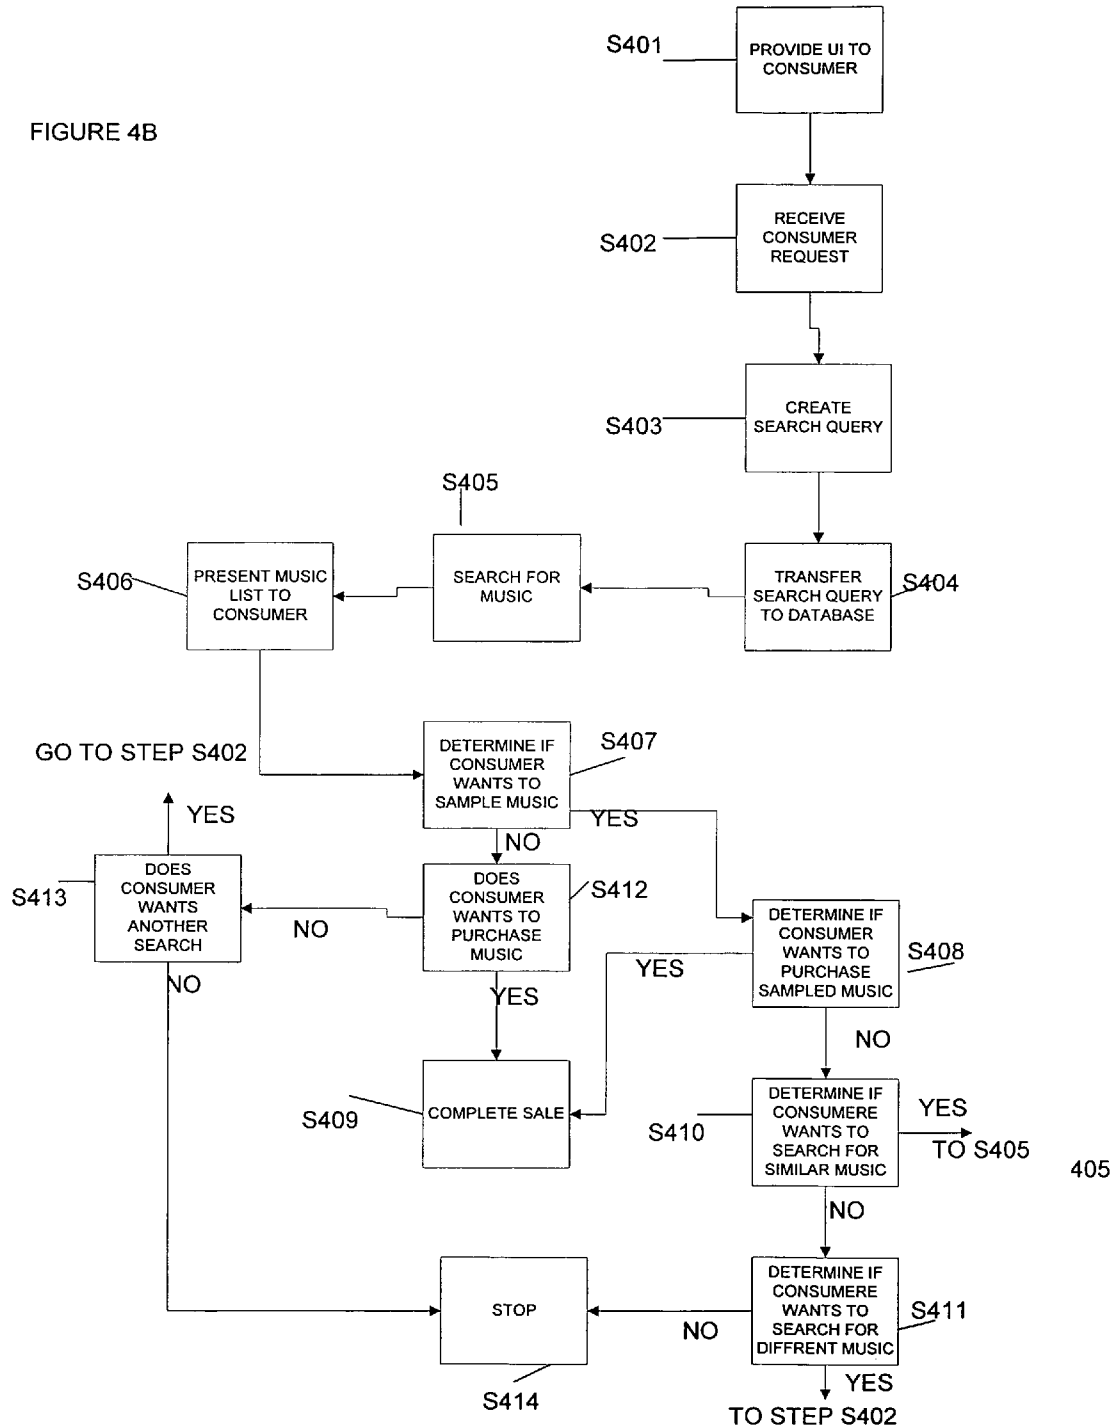 S401
PROVIDE UI TO
CONSUMER
FIGURE 4B
S402
RECEIVE
CONSUMER
REQUEST
S403
CREATE
SEARCH QUERY
S404
TRANSFER
SEARCH QUERY
TO DATABASE
S405
SEARCH FOR
MUSIC
S406
PRESENT MUSIC
LIST TO
CONSUMER
GO TO STEP S402
S407
DETERMINE IF
CONSUMER
WANTS TO
SAMPLE MUSIC
YES
NO
YES
S413
DOES
CONSUMER
WANTS
ANOTHER
SEARCH
NO
S412
DOES
CONSUMER
WANTS TO
PURCHASE
MUSIC
NO
YES
S408
DETERMINE IF
CONSUMER
WANTS TO
PURCHASE
SAMPLED MUSIC
YES
NO
S409
COMPLETE SALE
S410
DETERMINE IF
CONSUMERE
WANTS TO
SEARCH FOR
SIMILAR MUSIC
YES
TO S405
405
NO
S411
DETERMINE IF
CONSUMERE
WANTS TO
SEARCH FOR
DIFFRENT MUSIC
NO
STOP
S414
YES
TO STEP S402